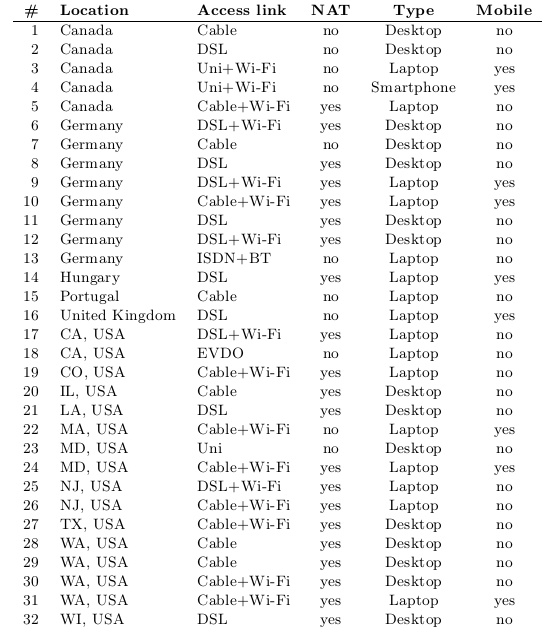 # Location Access link NAT Type Mobile
1 Canada Cable no Desktop no
2 Canada DSL no Desktop no
3 Canada Uni+Wi-Fi no Laptop yes
4 Canada Uni+Wi-Fi no Smartphone yes
5 Canada Cable+Wi-Fi yes Laptop no
6 Germany DSL+Wi-Fi yes Desktop no
7 Germany Cable no Desktop no
8 Germany DSL yes Desktop no
9 Germany DSL+Wi-Fi yes Laptop yes
10 Germany Cable+Wi-Fi yes Laptop yes
11 Germany DSL yes Desktop no
12 Germany DSL+Wi-Fi yes Desktop no
13 Germany ISDN+BT no Laptop no
14 Hungary DSL yes Laptop yes
15 Portugal Cable no Laptop no
16 United Kingdom DSL no Laptop yes
17 CA, USA DSL+Wi-Fi yes Laptop no
18 CA, USA EVDO no Laptop no
19 CO, USA Cable+Wi-Fi yes Laptop no
20 IL, USA Cable yes Desktop no
21 LA, USA DSL yes Desktop no
22 MA, USA Cable+Wi-Fi no Laptop yes
23 MD, USA Uni no Desktop no
24 MD, USA Cable+Wi-Fi yes Laptop yes
25 NJ, USA DSL+Wi-Fi yes Laptop no
26 NJ, USA Cable+Wi-Fi yes Laptop no
27 TX, USA Cable+Wi-Fi yes Desktop no
28 WA, USA Cable yes Desktop no
29 WA, USA Cable yes Desktop no
30 WA, USA Cable+Wi-Fi yes Desktop no
31 WA, USA Cable+Wi-Fi yes Laptop yes
32 WI, USA DSL yes Desktop no